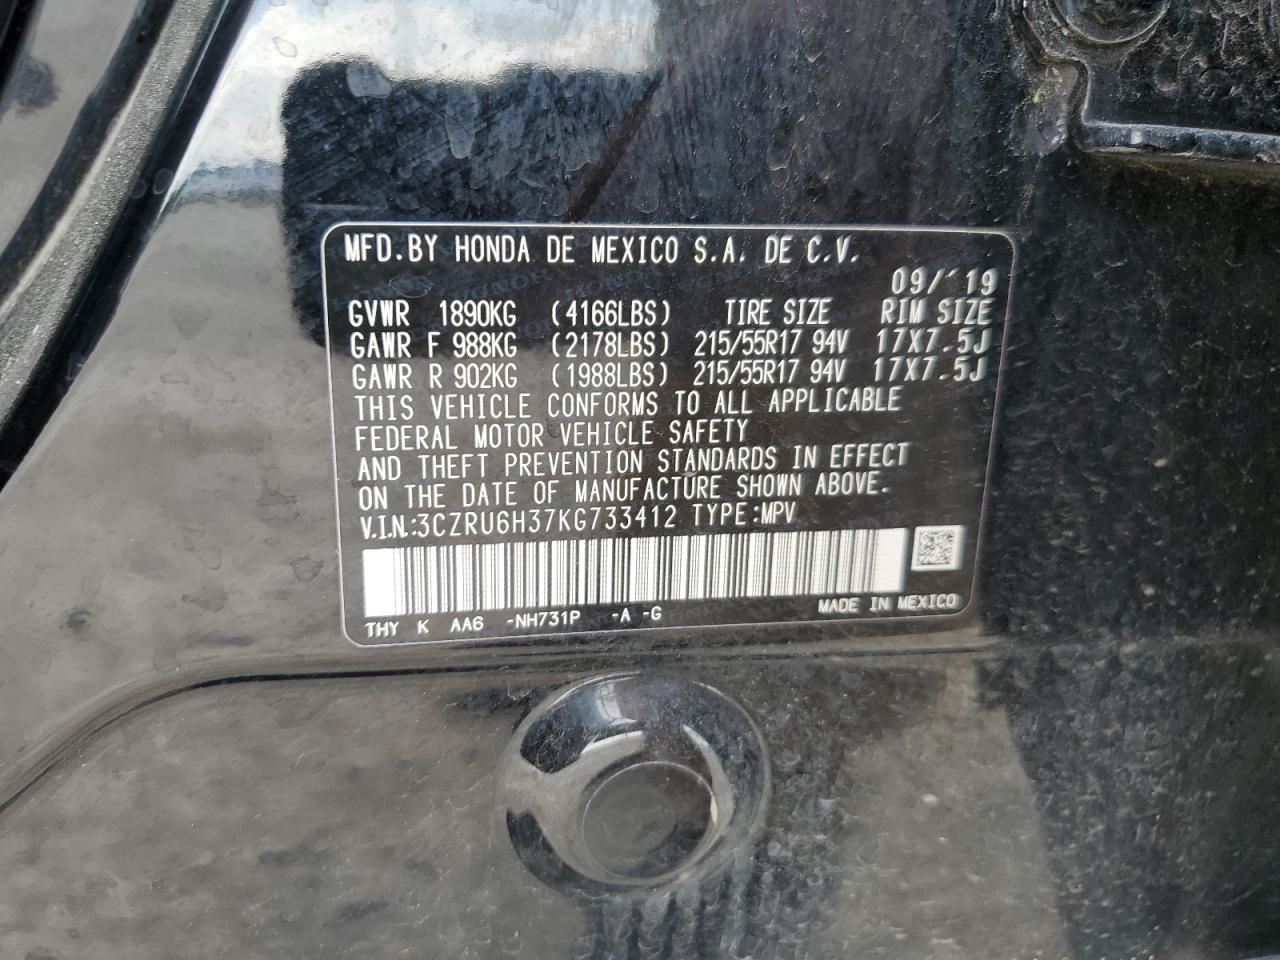 MFD.BY HONDA DE MEXICO S.A. DE C.V.
09/'19
GVWR 1890KG (4166LBS) TIRE SIZE RIM SIZE
GAWR F 988KG (2178LBS) 215/55R17 94V 17X7.5J
GAWR R 902KG (1988LBS) 215/55R17 94V 17X7.5J
THIS VEHICLE CONFORMS TO ALL APPLICABLE
FEDERAL MOTOR VEHICLE SAFETY
AND THEFT PREVENTION STANDARDS IN EFFECT
ON THE DATE OF MANUFACTURE SHOWN ABOVE.
V.I.N.:3CZRU6H37KG733412 TYPE:MPV
THY K AA6 -NH731P -A -G MADE IN MEXICO